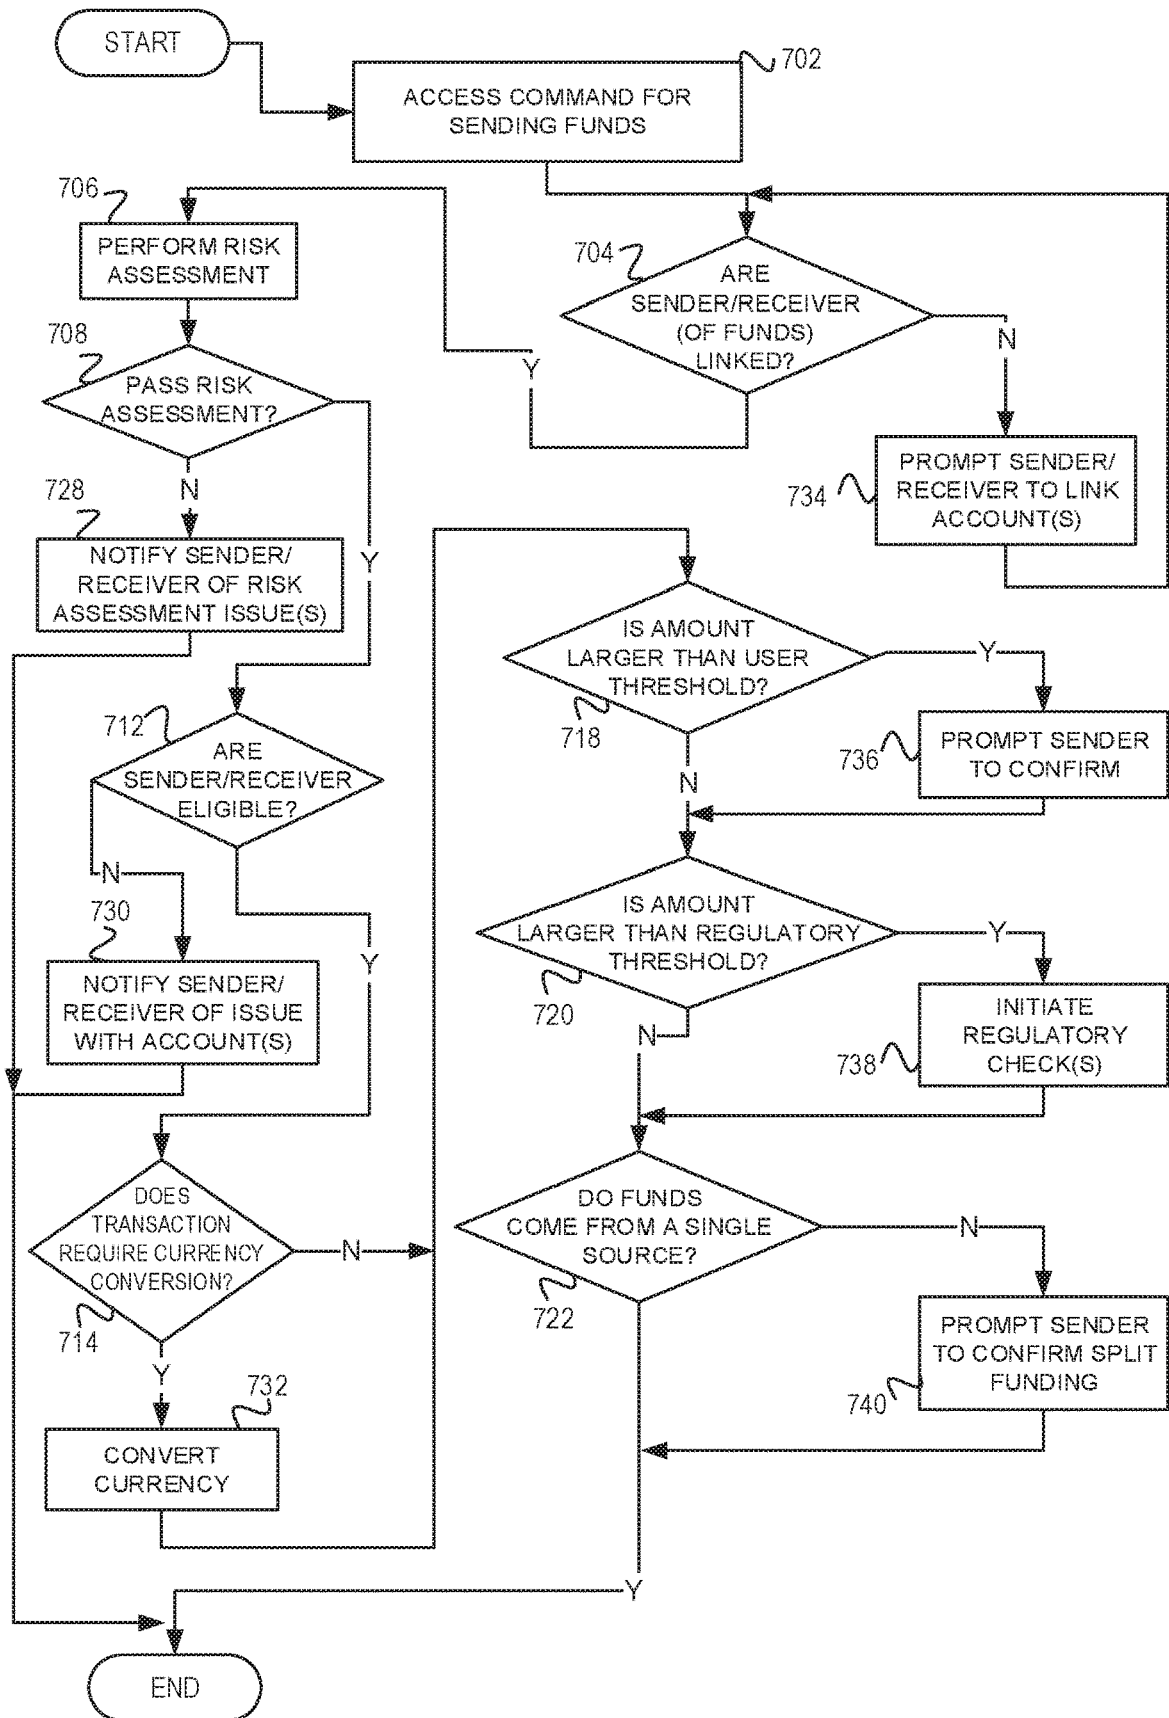 START
702
ACCESS COMMAND FOR
SENDING FUNDS
706
PERFORM RISK
ASSESSMENT
704
ARE
SENDER/RECEIVER
(OF FUNDS)
LINKED?
Y
N
708
PASS RISK
ASSESSMENT?
N
Y
734
PROMPT SENDER/
RECEIVER TO LINK
ACCOUNT(S)
728
NOTIFY SENDER/
RECEIVER OF RISK
ASSESSMENT ISSUE(S)
IS AMOUNT
LARGER THAN USER
THRESHOLD?
718
Y
N
736
PROMPT SENDER
TO CONFIRM
712
ARE
SENDER/RECEIVER
ELIGIBLE?
N
Y
730
NOTIFY SENDER/
RECEIVER OF ISSUE
WITH ACCOUNT(S)
IS AMOUNT
LARGER THAN REGULATORY
THRESHOLD?
720
Y
N
738
INITIATE
REGULATORY
CHECK(S)
DOES
TRANSACTION
REQUIRE CURRENCY
CONVERSION?
714
N
Y
DO FUNDS
COME FROM A SINGLE
SOURCE?
722
N
740
PROMPT SENDER
TO CONFIRM SPLIT
FUNDING
732
CONVERT
CURRENCY
Y
END